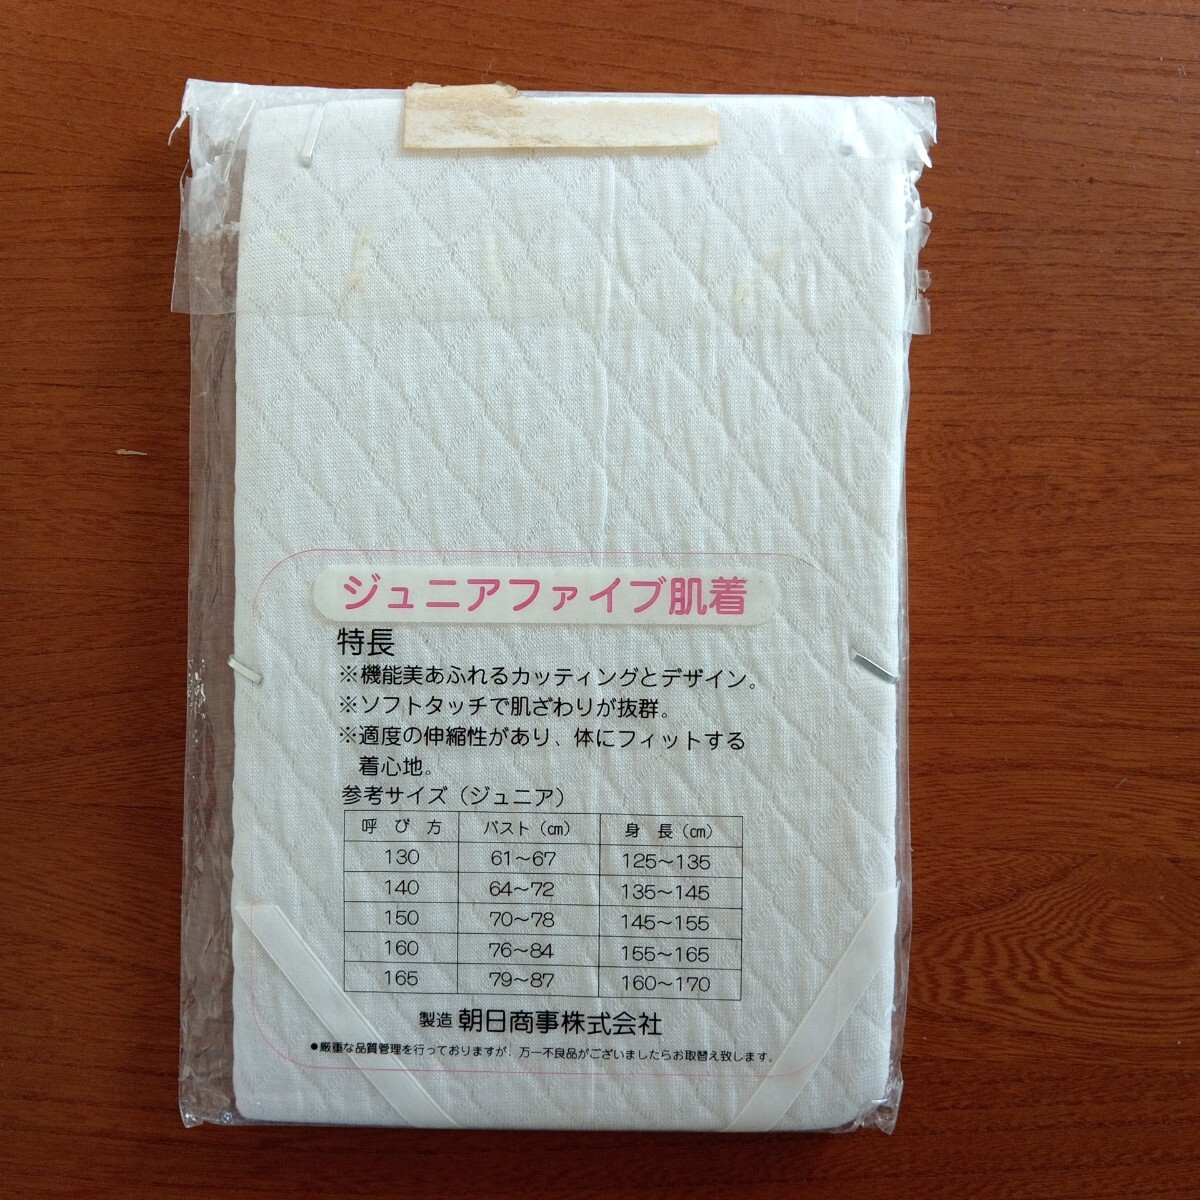 ジュニアファイブ肌着
特長
※機能美あふれるカッティングとデザイン。
※ソフトタッチで肌ざわりが抜群。
※適度の伸縮性があり、体にフィットする
着心地。
参考サイズ（ジュニア）
呼び方 バスト（㎝） 身長（㎝）
130 61〜67 125〜135
140 64〜72 135〜145
150 70〜78 145〜155
160 76〜84 155〜165
165 79〜87 160〜170
製造 朝日商事株式会社
●厳重な品質管理を行っておりますが、万一不良品がございましたらお取替え致します。